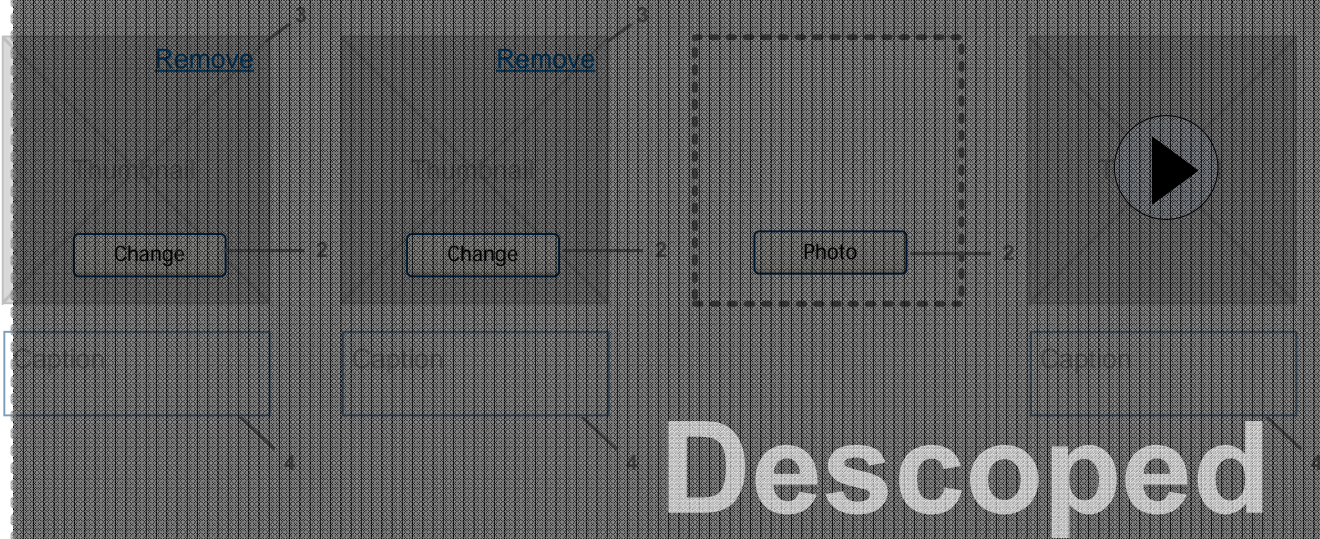 3
3
Remove
Remove
Thumbnail
Thumbnail
T
Change
2
Change
2
Photo
2
Caption
Caption
Caption
4
4
4
Descoped